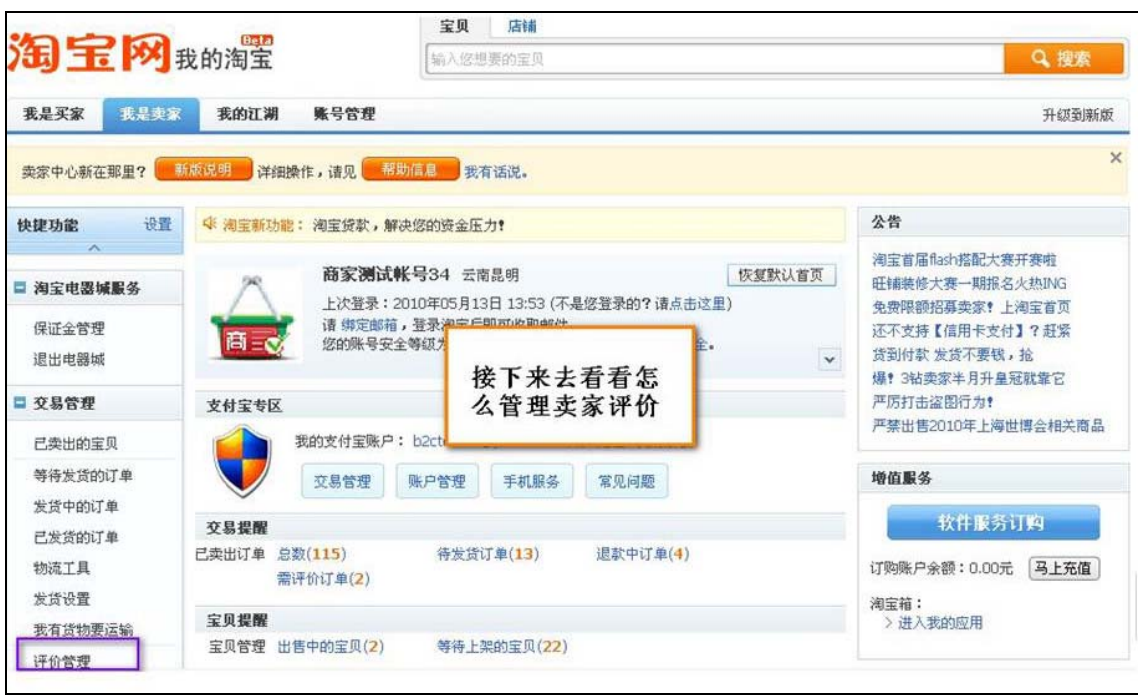 宝贝 店铺
淘宝网 Beta 我的淘宝
输入您想要的宝贝 搜索
我是买家 我是卖家 我的江湖 账号管理 升级到新版
卖家中心新在那里? 新版说明 详细操作,请见 帮助信息 我有话说。 ×
快捷功能 设置
淘宝电器城服务
保证金管理
退出电器城
交易管理
已卖出的宝贝
等待发货的订单
发货中的订单
已发货的订单
物流工具
发货设置
我有货物要运输
评价管理
淘宝新功能: 淘宝贷款,解决您的资金压力!
商家测试帐号34 云南昆明 恢复默认首页
上次登录:2010年05月13日 13:53 (不是您登录的?请点击这里)
请 绑定邮箱,登录淘宝后即可收取邮件
您的账号安全等级为 全。
商
接下来去看看怎
么管理卖家评价
支付宝专区
我的支付宝账户: b2ct
交易管理 账户管理 手机服务 常见问题
交易提醒
已卖出订单 总数(115) 待发货订单(13) 退款中订单(4)
需评价订单(2)
宝贝提醒
宝贝管理 出售中的宝贝(2) 等待上架的宝贝(22)
公告
淘宝首届flash搭配大赛开赛啦
旺铺装修大赛一期报名火热ING
免费限额招募卖家! 上淘宝首页
还不支持【信用卡支付】?赶紧
货到付款 发货不要钱,抢
爆! 3钻卖家半月升皇冠就靠它
严厉打击盗图行为!
严禁出售2010年上海世博会相关商品
增值服务
软件服务订购
订购账户余额:0.00元 马上充值
淘宝箱:
> 进入我的应用